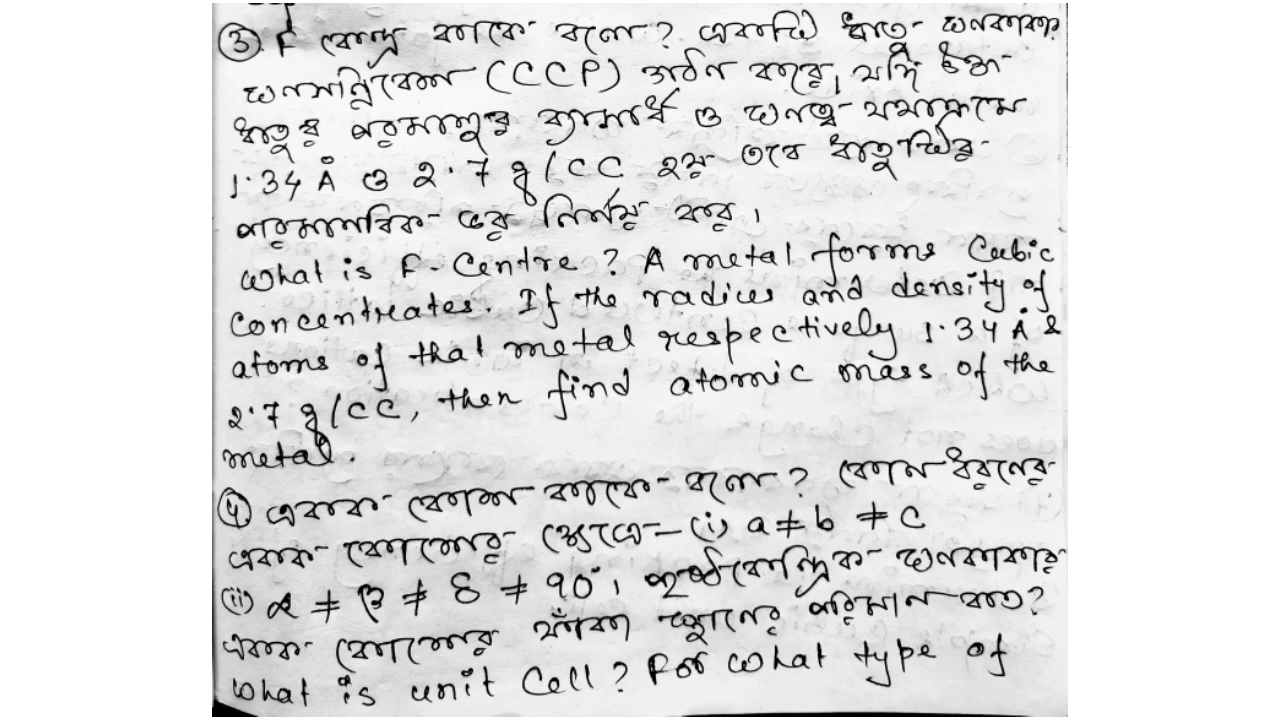 ③. F কেন্দ্র কাকে বলে? একটি ধাতু ঘনকাকার
ঘনসন্নিবেশ (CCP) গঠন করে, যদি উক্ত
ধাতুর পরমাণুর ব্যাসার্ধ ও ঘনত্ব যথাক্রমে
1.34 Å ও 2.7 g/CC হয় তবে ধাতুটির
পারমানবিক ভর নির্ণয় কর।
What is F-Centre? A metal forms Cubic
Concentrates. If the radius and density of
atoms of that metal respectively 1.34 Å &
2.7 g/CC, then find atomic mass of the
metal.
④ একক কোশ কাকে বলে? কোন ধরনের
একক কোশের ক্ষেত্রে— (i) a ≠ b ≠ c
(ii) α ≠ β ≠ δ ≠ 90°। পৃষ্ঠকেন্দ্রিক ঘনকাকার
একক কোশের ফাঁকা স্থানের পরিমান কত?
What is unit Cell? For what type of